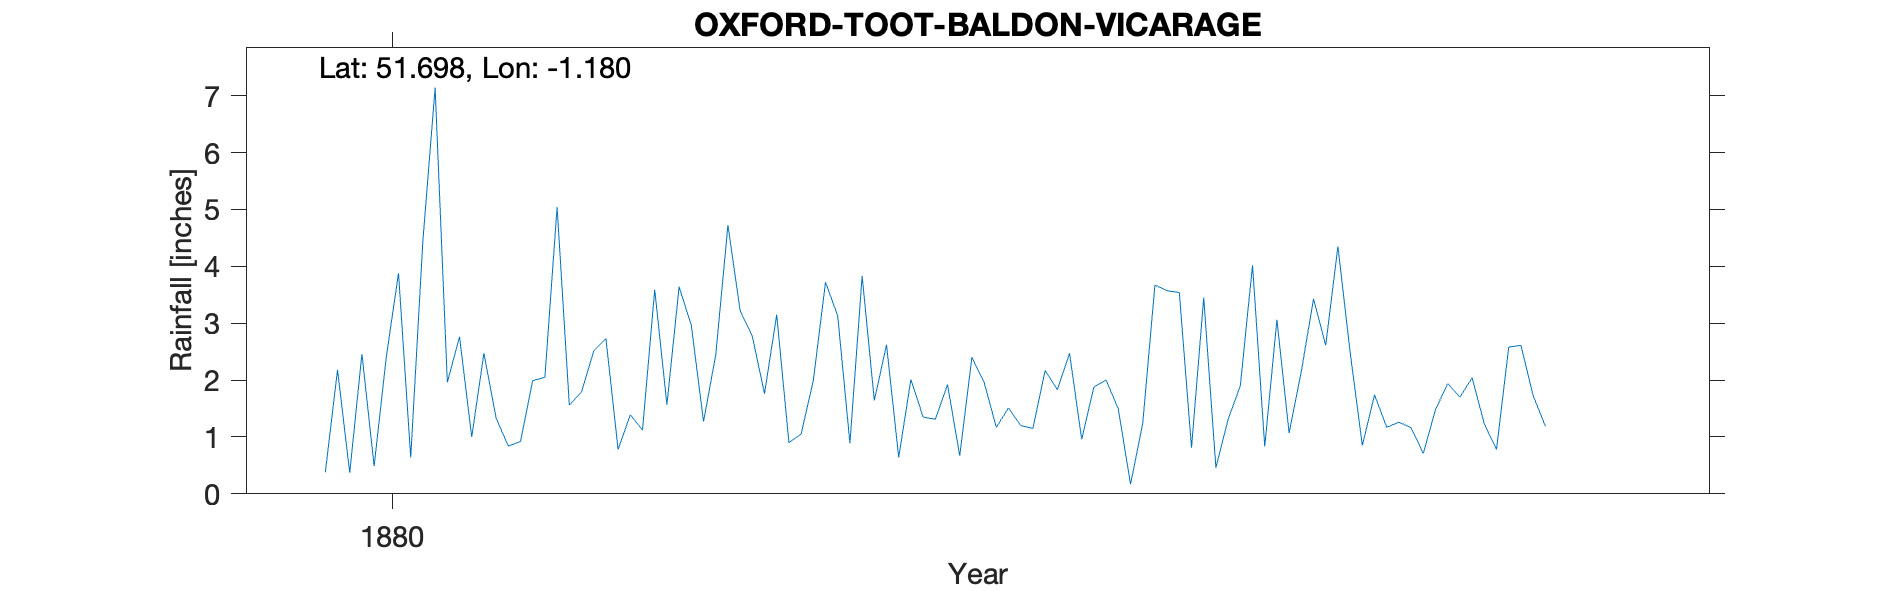 OXFORD-TOOT-BALDON-VICARAGE
Lat: 51.698, Lon: -1.180
7
6
5
4
3
2
1
0
Rainfall [inches]
1880
Year